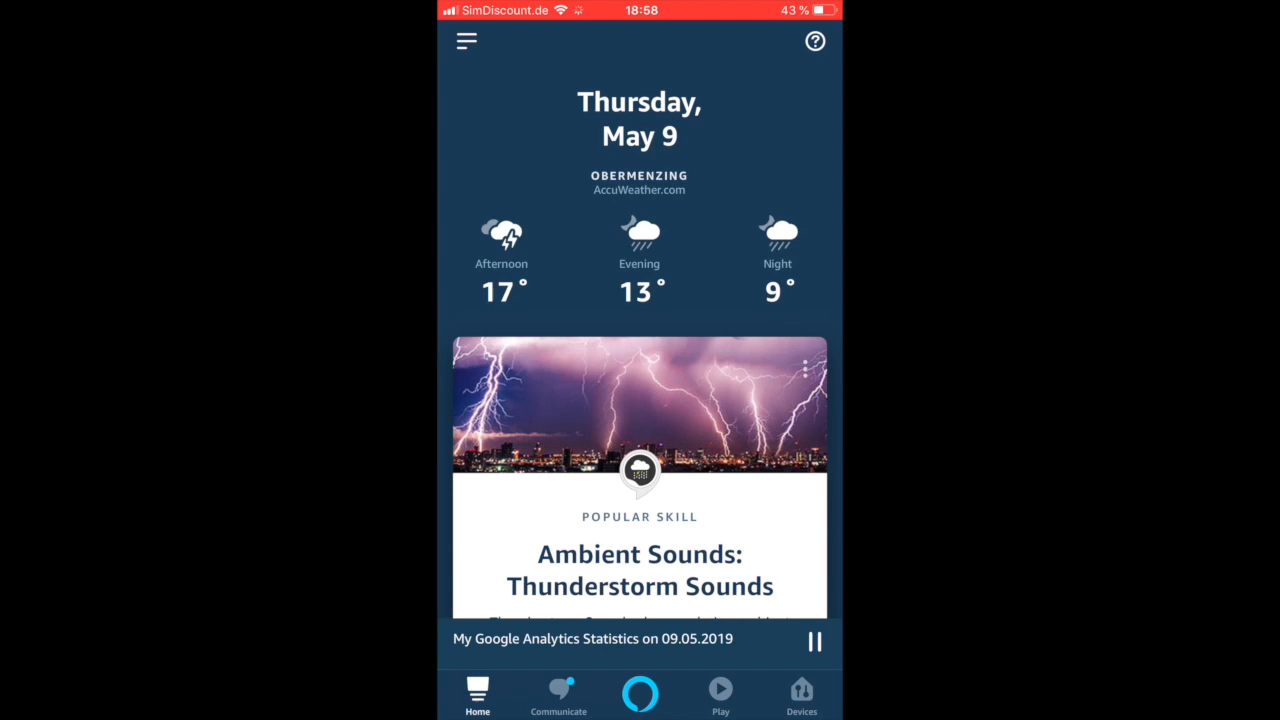 SimDiscount.de 18:58 43 %
Thursday,
May 9
OBERMENZING
AccuWeather.com
Afternoon Evening Night
17° 13° 9°
POPULAR SKILL
Ambient Sounds:
Thunderstorm Sounds
My Google Analytics Statistics on 09.05.2019
Home Communicate Play Devices